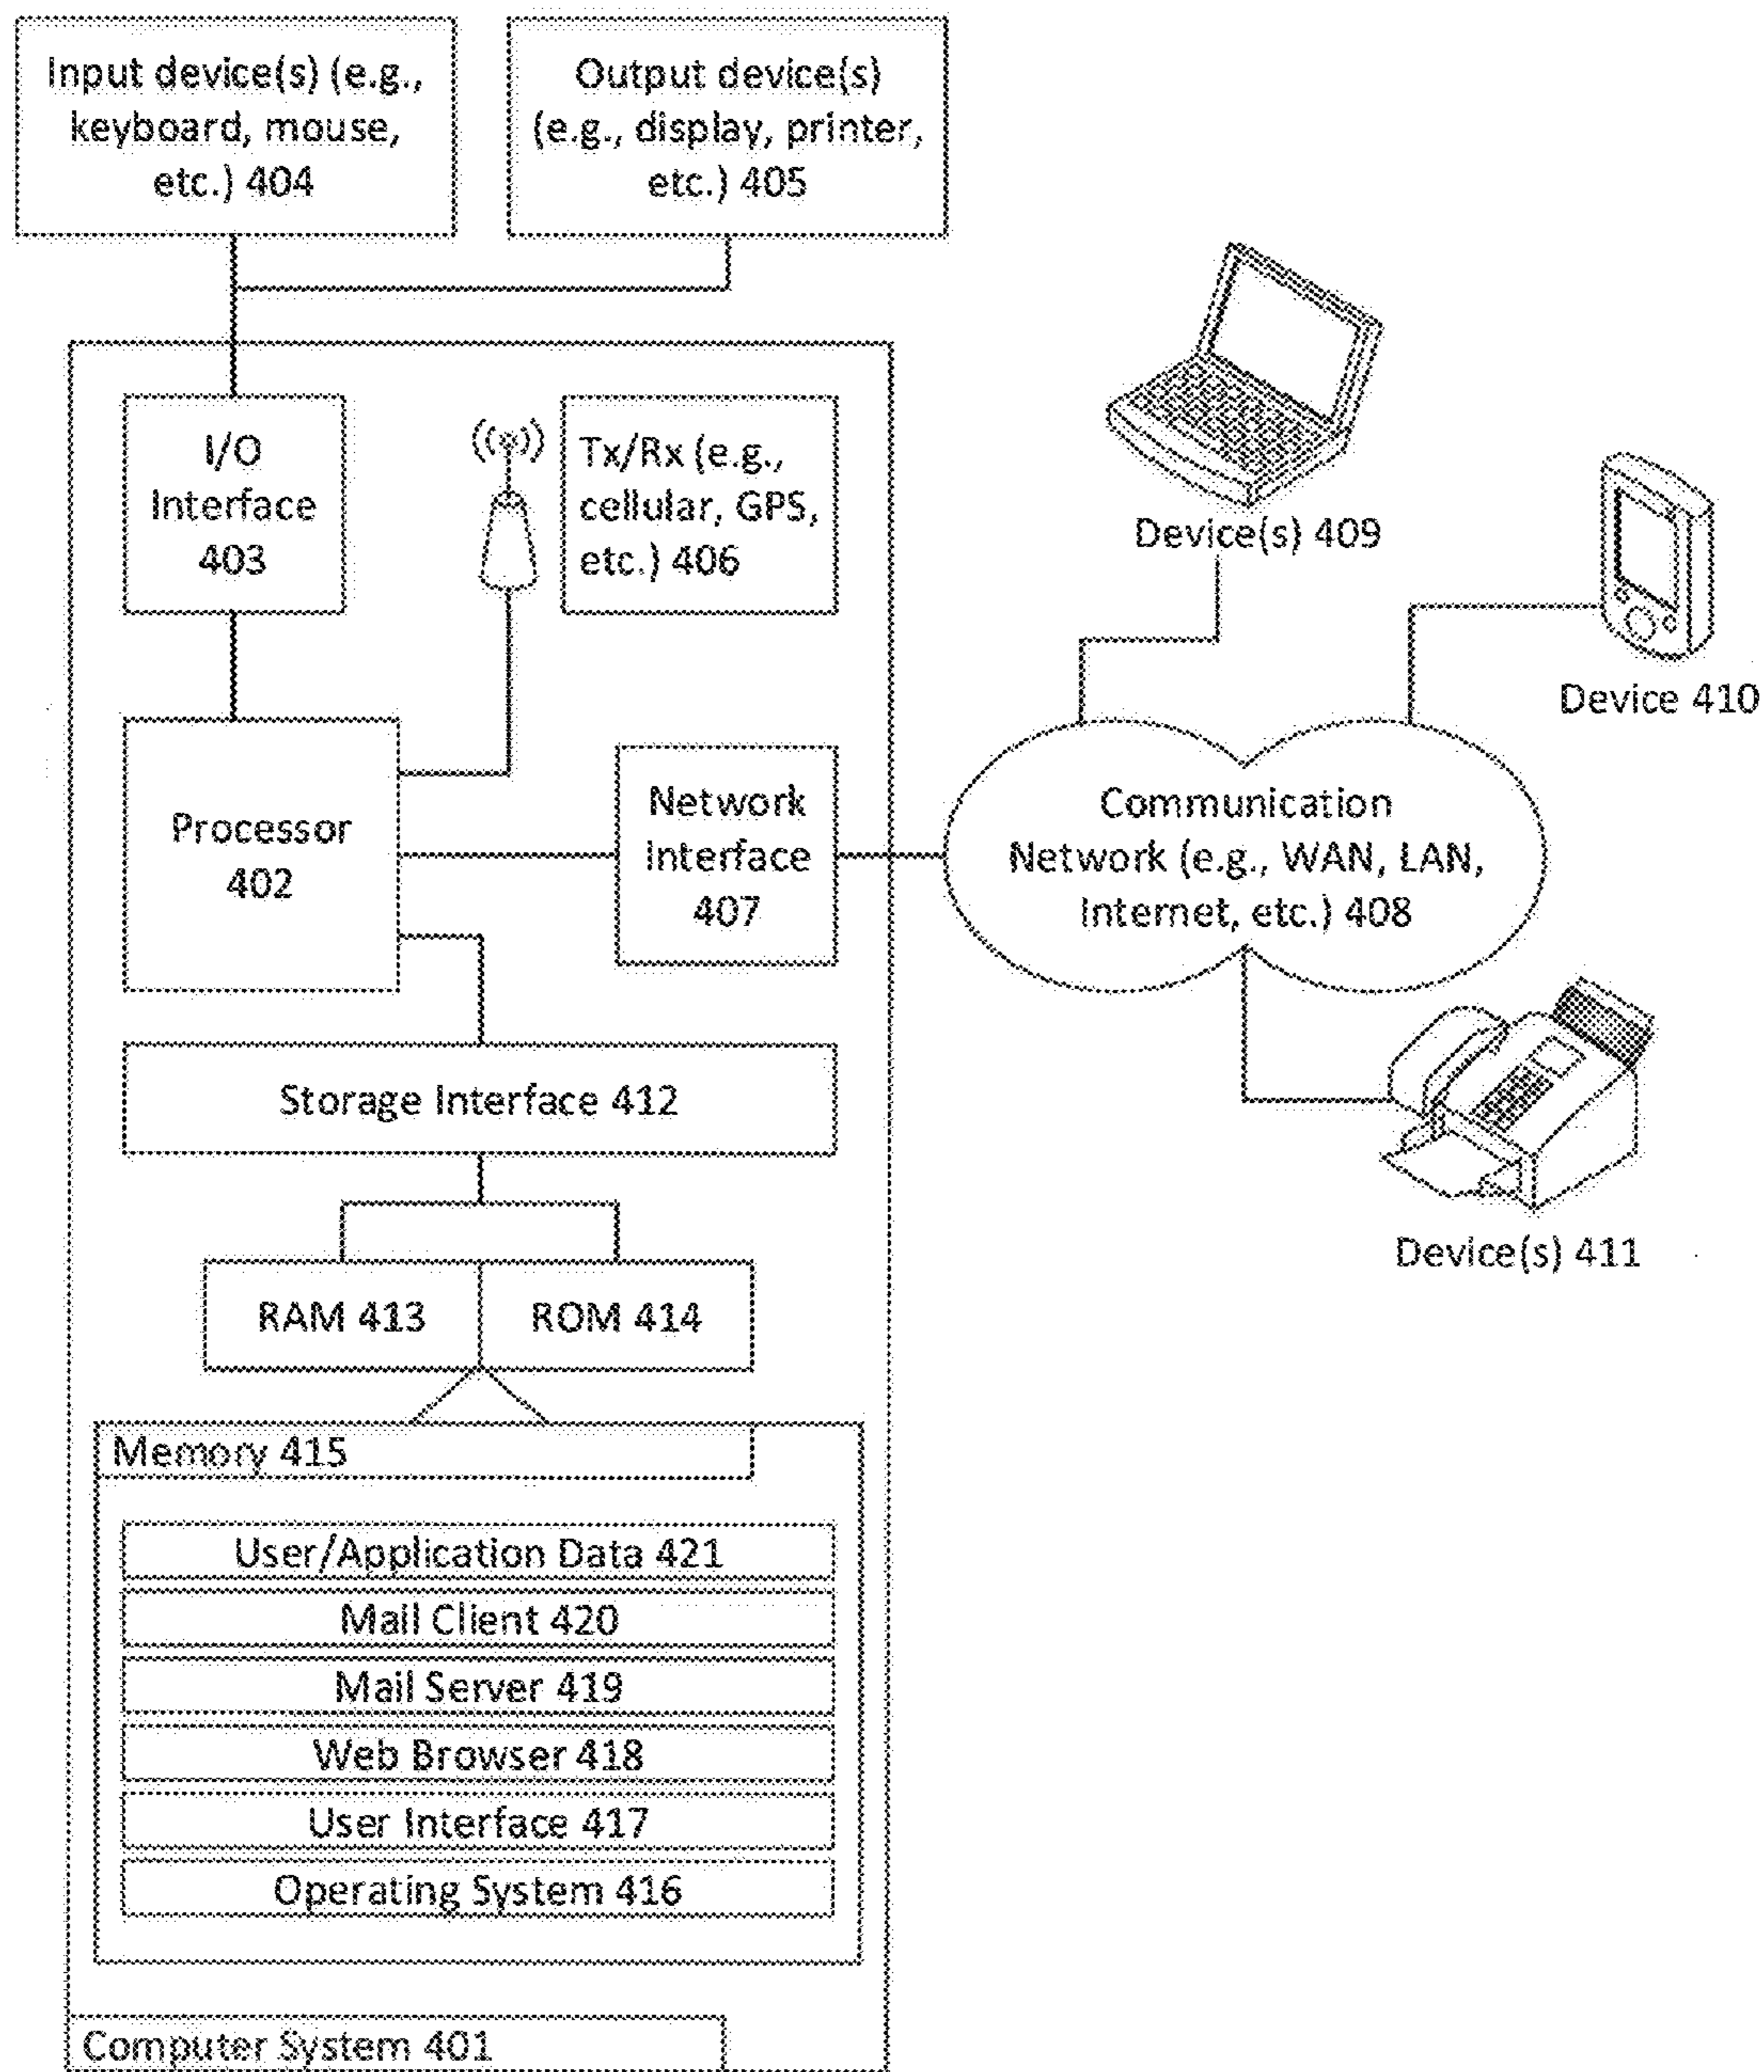 Input device(s) (e.g.,
keyboard, mouse,
etc.) 404
Output device(s)
(e.g., display, printer,
etc.) 405
I/O
Interface
403
Tx/Rx (e.g.,
cellular, GPS,
etc.) 406
Device(s) 409
Device 410
Processor
402
Network
Interface
407
Communication
Network (e.g., WAN, LAN,
Internet, etc.) 408
Storage Interface 412
Device(s) 411
RAM 413
ROM 414
Memory 415
User/Application Data 421
Mail Client 420
Mail Server 419
Web Browser 418
User Interface 417
Operating System 416
Computer System 401